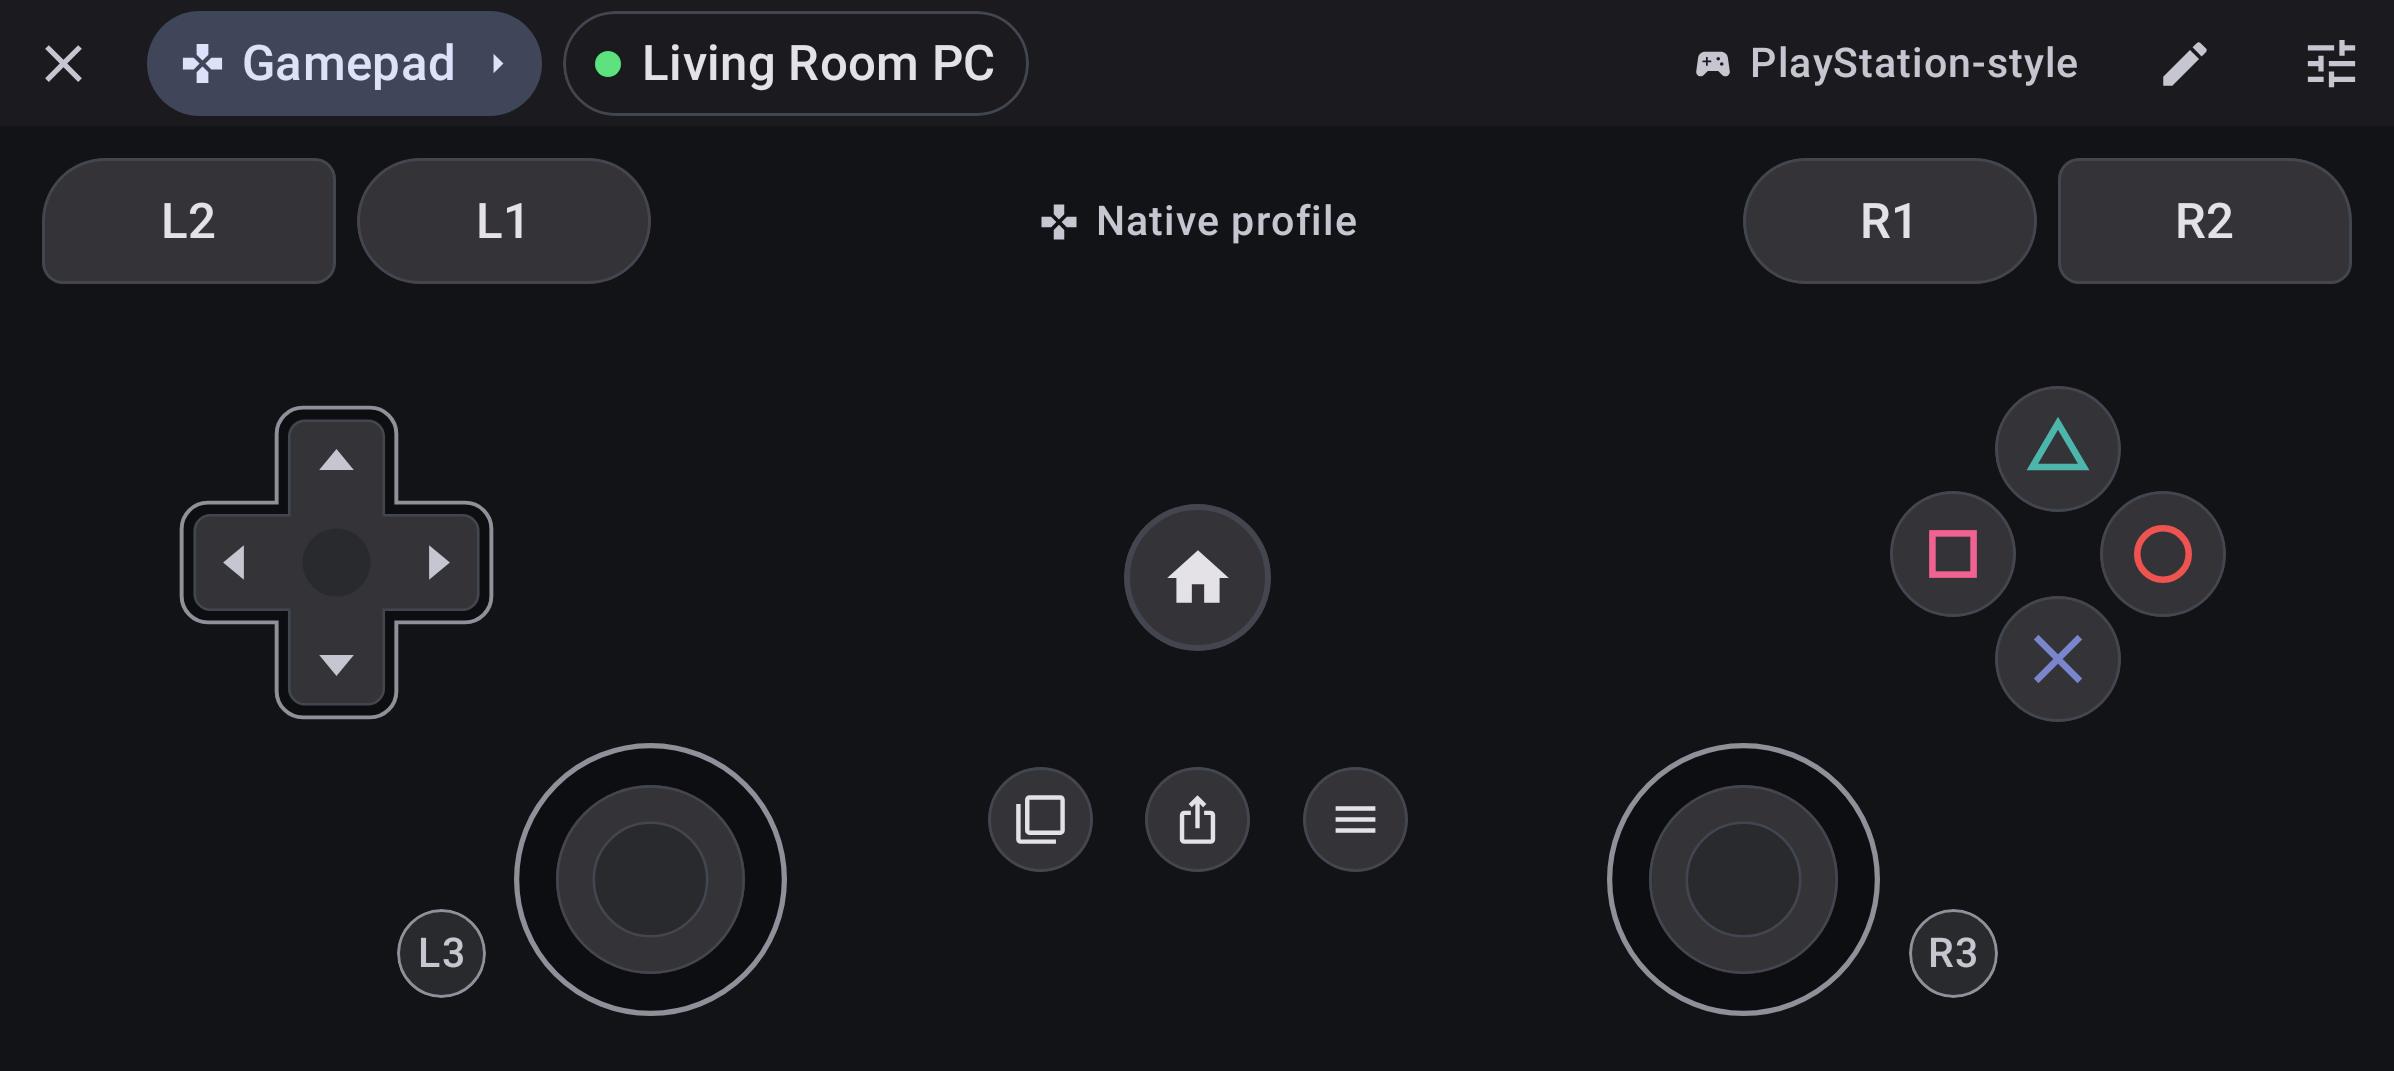 Gamepad
Living Room PC
PlayStation-style
L2
L1
Native profile
R1
R2
L3
R3